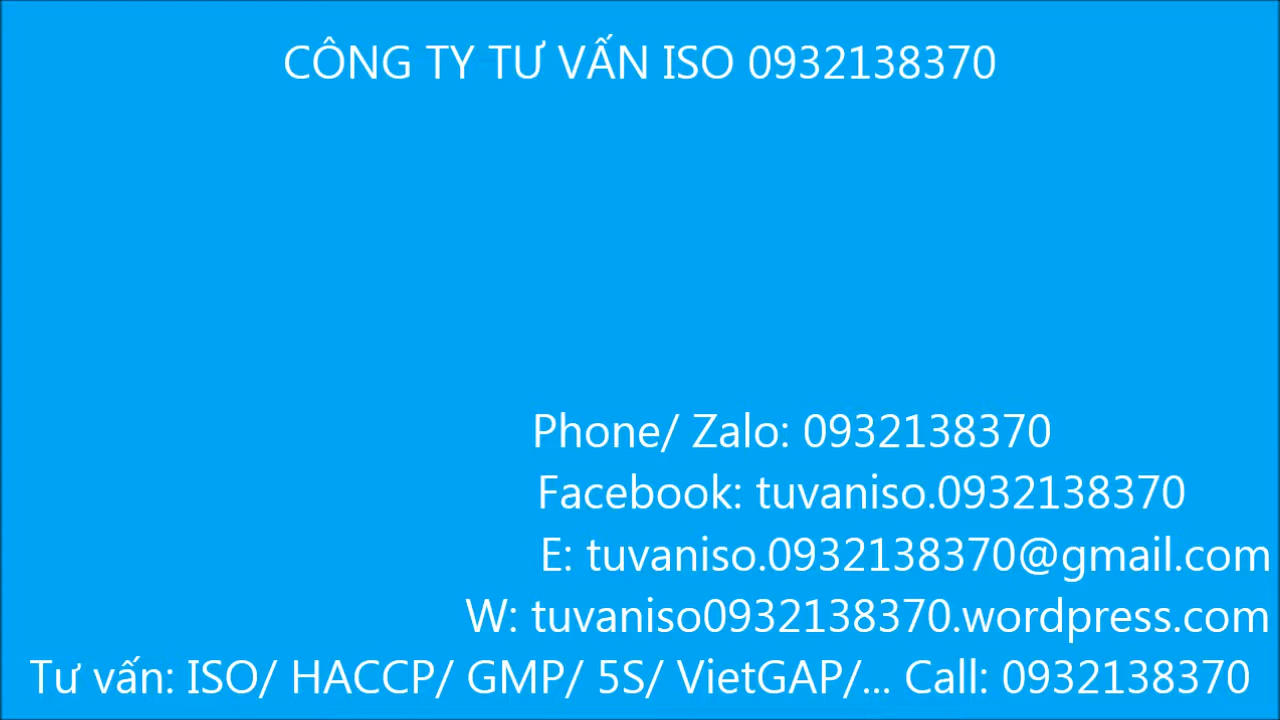 CÔNG TY TƯ VẤN ISO 0932138370
Phone/ Zalo: 0932138370
Facebook: tuvaniso.0932138370
E: tuvaniso.0932138370@gmail.com
W: tuvaniso0932138370.wordpress.com
Tư vấn: ISO/ HACCP/ GMP/ 5S/ VietGAP/... Call: 0932138370